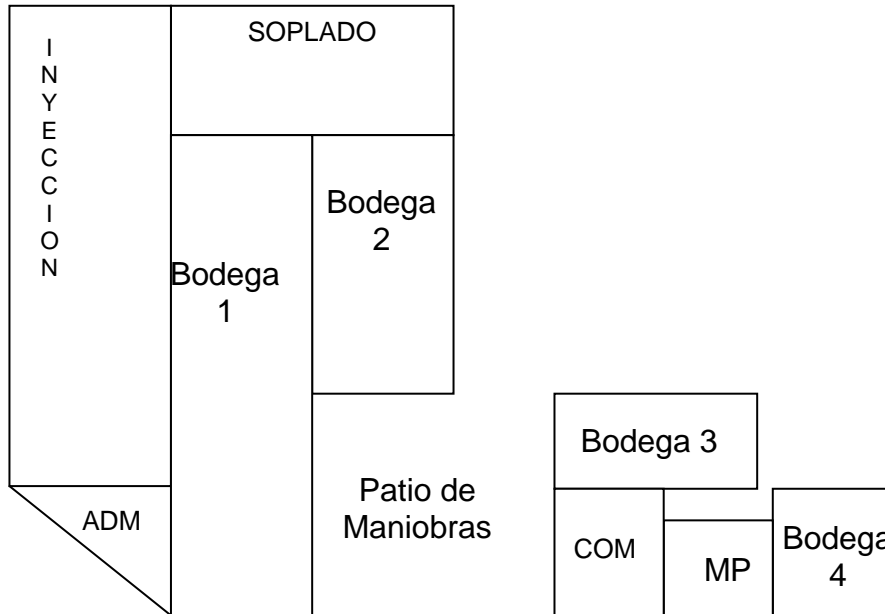 INYECCION
SOPLADO
Bodega
2
Bodega
1
Bodega 3
Patio de
Maniobras
ADM
COM
MP
Bodega
4